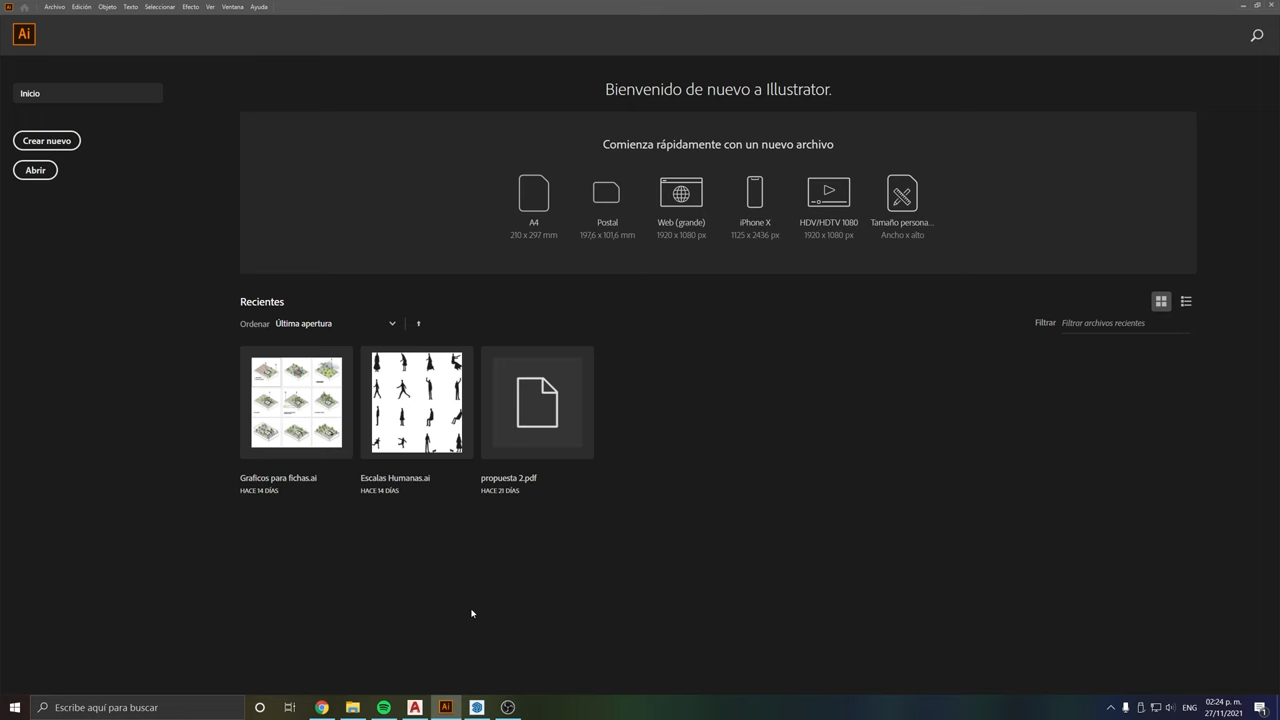 Ai
Archivo Edición Objeto Texto Seleccionar Efecto Ver Ventana Ayuda
Ai
Inicio
Bienvenido de nuevo a Illustrator.
Crear nuevo
Abrir
Comienza rápidamente con un nuevo archivo
A4
210 x 297 mm
Postal
197,6 x 101,6 mm
Web (grande)
1920 x 1080 px
iPhone X
1125 x 2436 px
HDV/HDTV 1080
1920 x 1080 px
Tamaño persona...
Ancho x alto
Recientes
Ordenar Última apertura
Filtrar Filtrar archivos recientes
Graficos para fichas.ai
HACE 14 DÍAS
Escalas Humanas.ai
HACE 14 DÍAS
propuesta 2.pdf
HACE 21 DÍAS
Escribe aquí para buscar
A
Ai
ENG
02:24 p. m.
27/11/2021
1